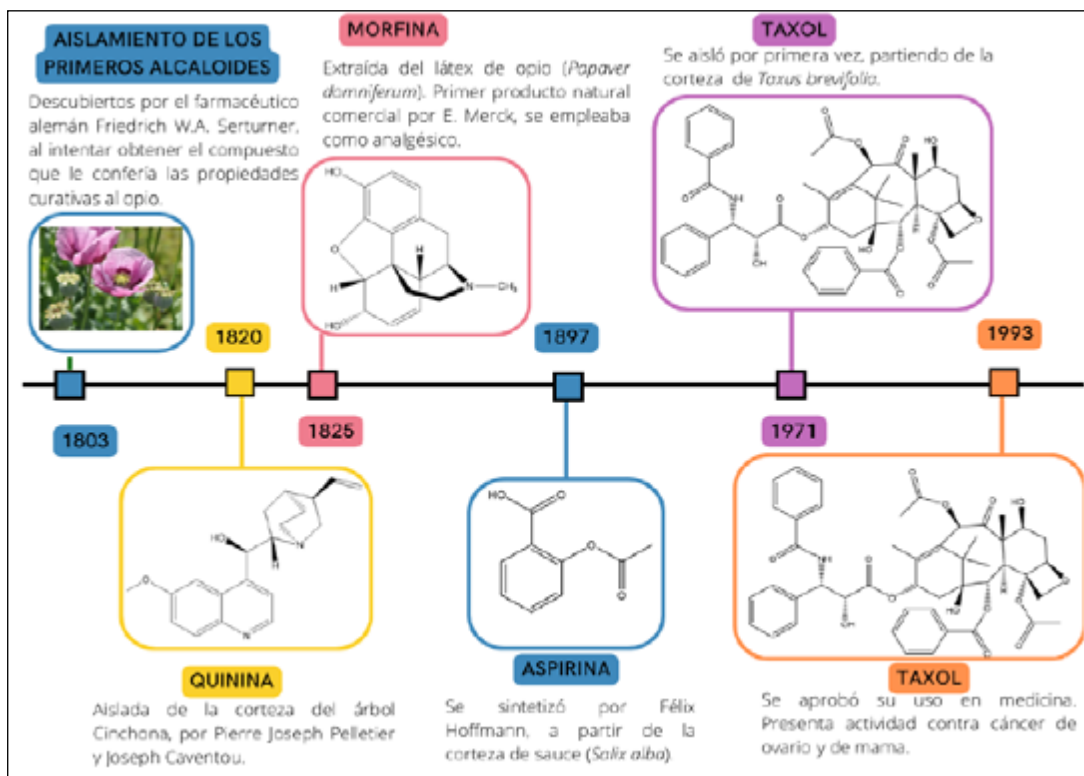 AISLAMIENTO DE LOS
PRIMEROS ALCALOIDES
Descubiertos por el farmacéutico
alemán Friedrich W.A. Serturner,
al intentar obtener el compuesto
que le confería las propiedades
curativas al opio.
1803
1820
QUININA
Aislada de la corteza del árbol
Cinchona, por Pierre Joseph Pelletier
y Joseph Caventou.
HO
H
N
O
N
MORFINA
Extraída del látex de opio (Papaver
domniferum). Primer producto natural
comercial por E. Merck, se empleaba
como analgésico.
HO
O
H
H
N
CH₃
HO
1825
1897
HO
O
O
O
ASPIRINA
Se sintetizó por Félix
Hoffmann, a partir de la
corteza de sauce (Salix alba).
TAXOL
Se aisló por primera vez, partiendo de la
corteza de Taxus brevifolia.
O
O
O
HO
O
NH
O
O
OH
HO
O
O
O
O
O
1971
1993
O
O
O
HO
O
NH
O
O
OH
HO
O
O
O
O
O
TAXOL
Se aprobó su uso en medicina.
Presenta actividad contra cáncer de
ovario y de mama.